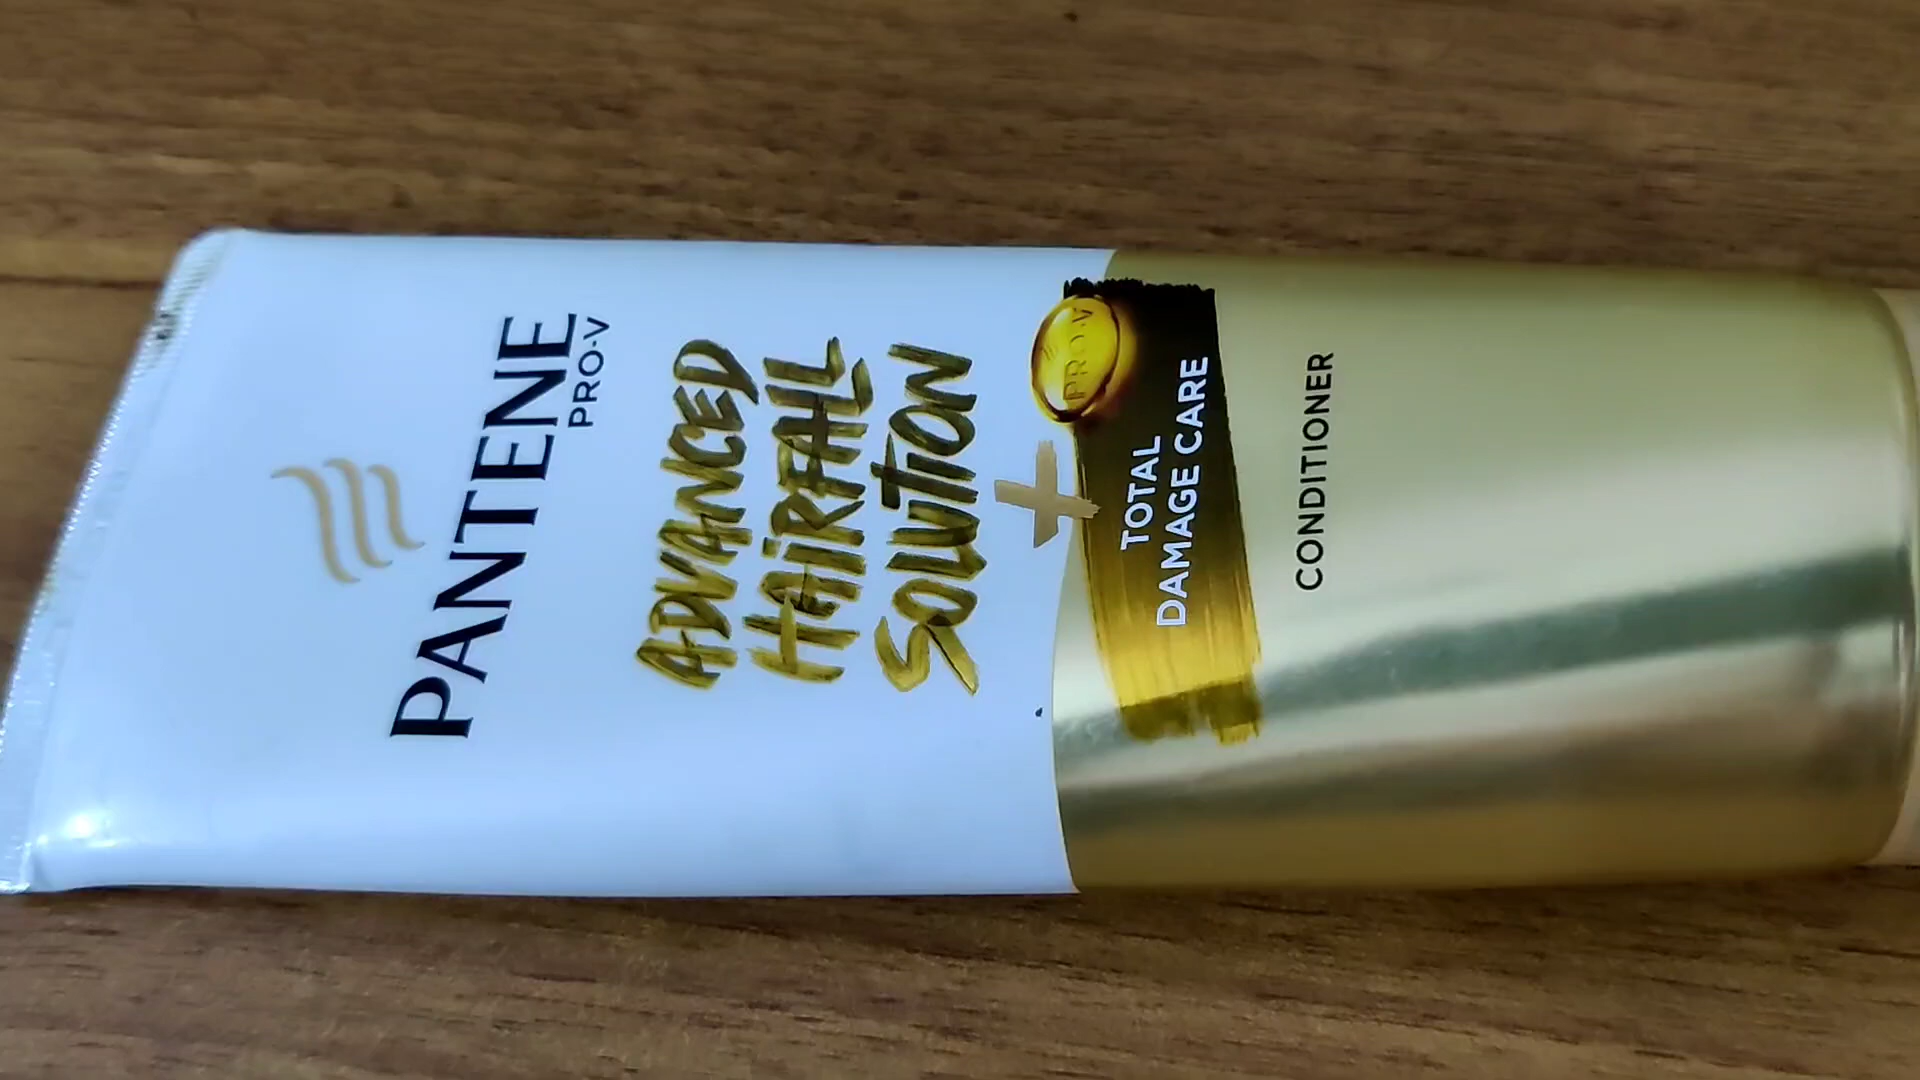 PANTENE
PRO-V
ADVANCED
HAIRFALL
SOLUTION
+
PRO-V
TOTAL
DAMAGE CARE
CONDITIONER